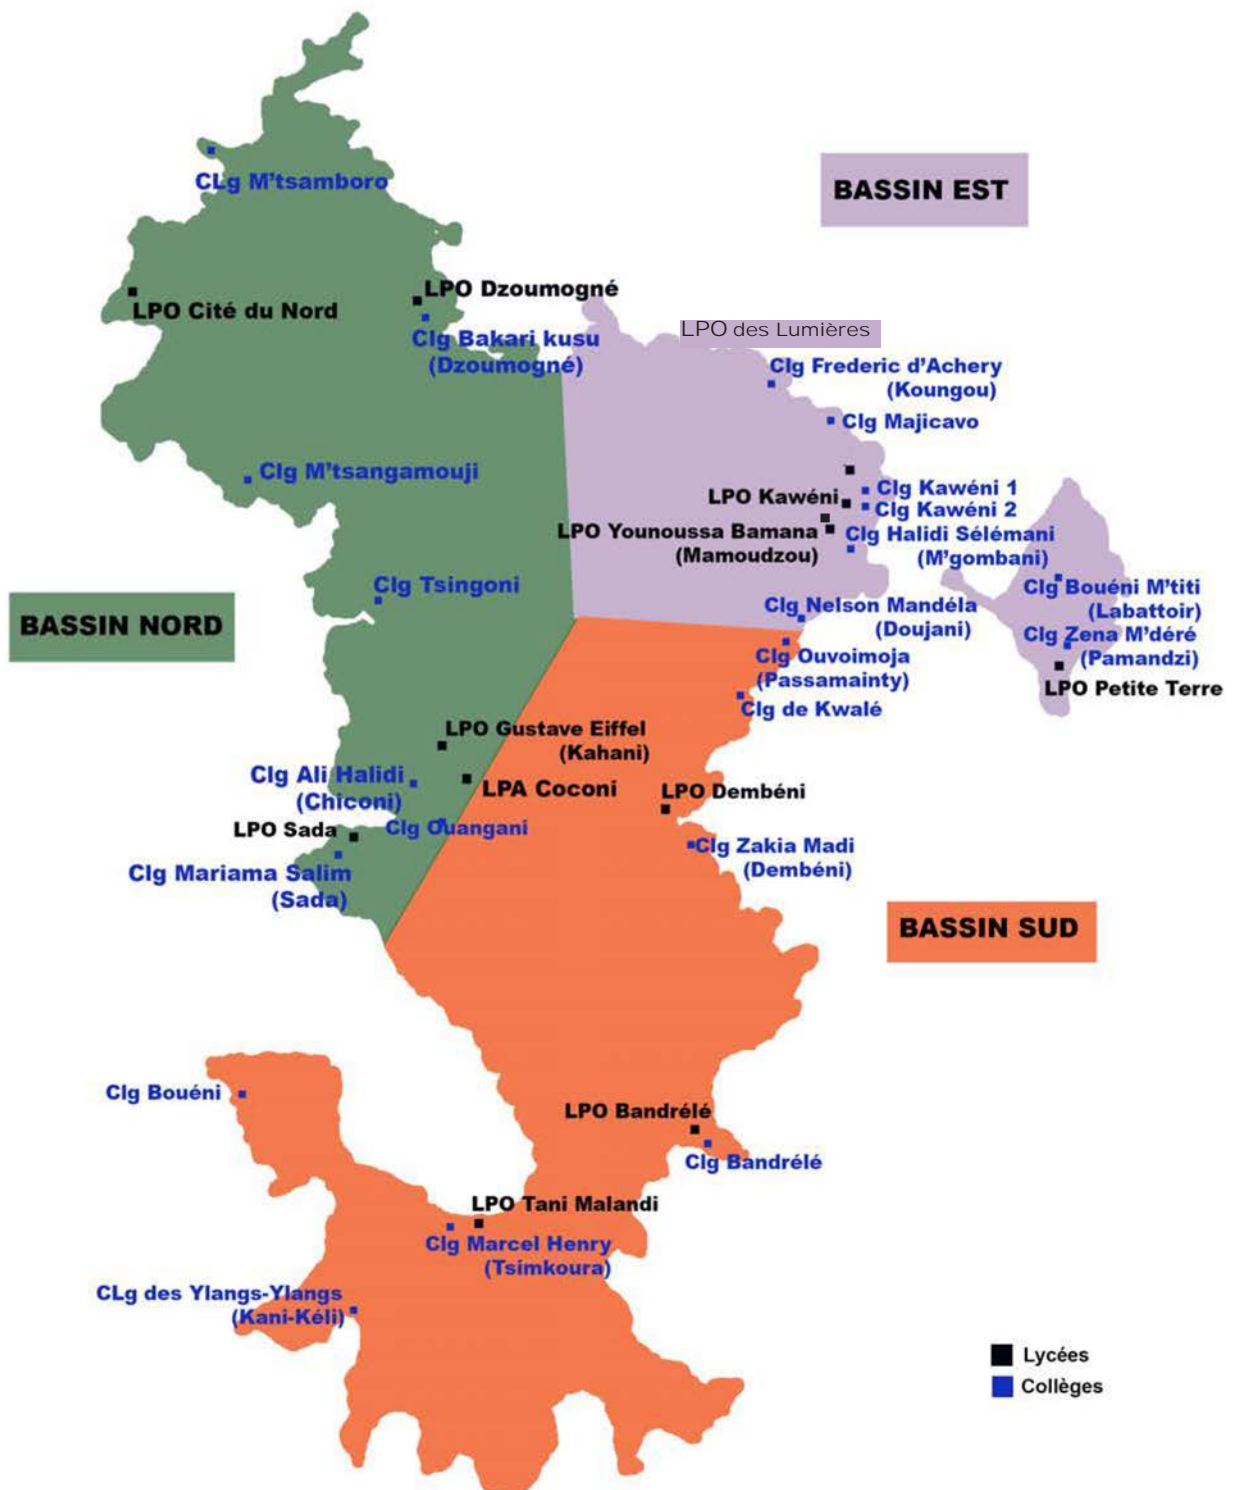 CLg M'tsamboro
BASSIN EST
LPO Cité du Nord
LPO Dzoumogné
Clg Bakari kusu
(Dzoumogné)
LPO des Lumières
Clg Frederic d'Achery
(Koungou)
Clg Majicavo
Clg M'tsangamouji
LPO Kawéni
Clg Kawéni 1
Clg Kawéni 2
LPO Younoussa Bamana
(Mamoudzou)
Clg Halidi Sélémani
(M'gombani)
Clg Tsingoni
Clg Bouéni M'titi
(Labattoir)
BASSIN NORD
Clg Nelson Mandéla
(Doujani)
Clg Zena M'déré
(Pamandzi)
Clg Ouvoimoja
(Passamainty)
LPO Petite Terre
Clg de Kwalé
LPO Gustave Eiffel
(Kahani)
Clg Ali Halidi
(Chiconi)
LPA Coconi
LPO Dembéni
LPO Sada
Clg Ouangani
Clg Zakia Madi
(Dembéni)
Clg Mariama Salim
(Sada)
BASSIN SUD
Clg Bouéni
LPO Bandrélé
Clg Bandrélé
LPO Tani Malandi
Clg Marcel Henry
(Tsimkoura)
CLg des Ylangs-Ylangs
(Kani-Kéli)
Lycées
Collèges